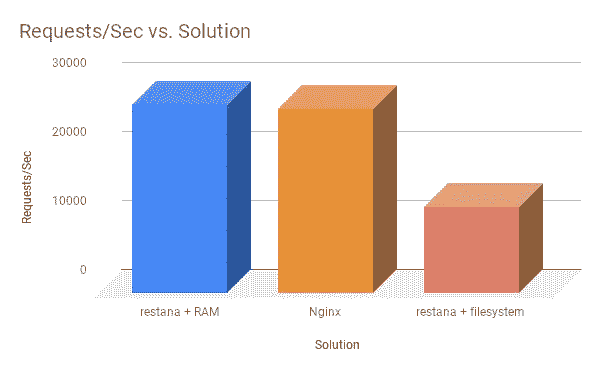 Requests/Sec vs. Solution
30000
20000
10000
0
Requests/Sec
restana + RAM
Nginx
restana + filesystem
Solution